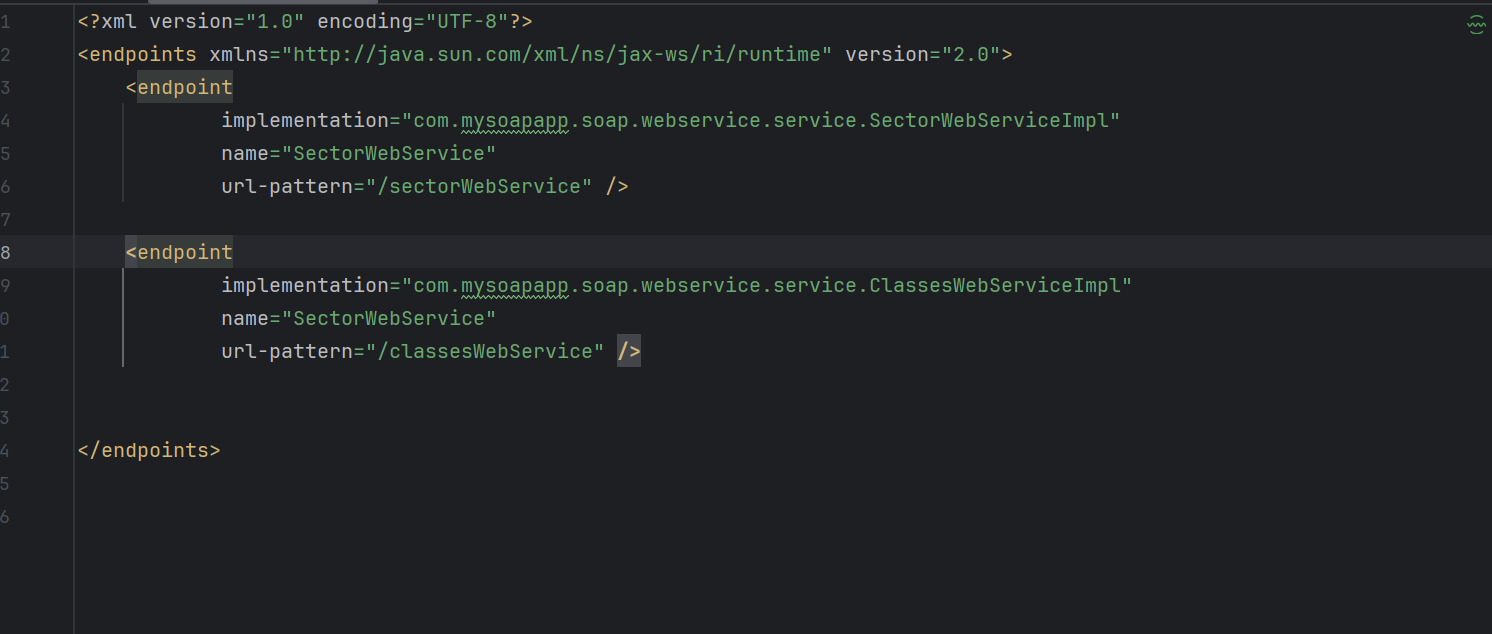 1 <?xml version="1.0" encoding="UTF-8"?>
2 <endpoints xmlns="http://java.sun.com/xml/ns/jax-ws/ri/runtime" version="2.0">
3 <endpoint
4 implementation="com.mysoapapp.soap.webservice.service.SectorWebServiceImpl"
5 name="SectorWebService"
6 url-pattern="/sectorWebService" />
7
8 <endpoint
9 implementation="com.mysoapapp.soap.webservice.service.ClassesWebServiceImpl"
0 name="SectorWebService"
1 url-pattern="/classesWebService" />
2
3
4 </endpoints>
5
6